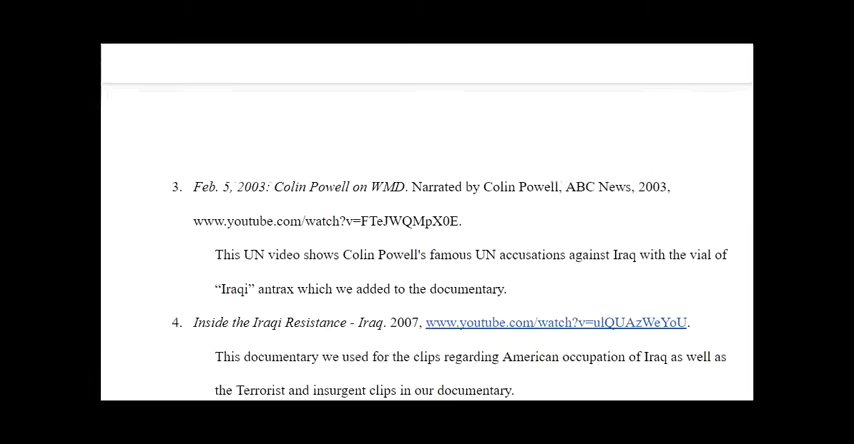 3. Feb. 5, 2003: Colin Powell on WMD. Narrated by Colin Powell, ABC News, 2003,
www.youtube.com/watch?v=FTeJWQMpX0E.
This UN video shows Colin Powell's famous UN accusations against Iraq with the vial of
“Iraqi” antrax which we added to the documentary.
4. Inside the Iraqi Resistance - Iraq. 2007, www.youtube.com/watch?v=ulQUAzWeYoU.
This documentary we used for the clips regarding American occupation of Iraq as well as
the Terrorist and insurgent clips in our documentary.